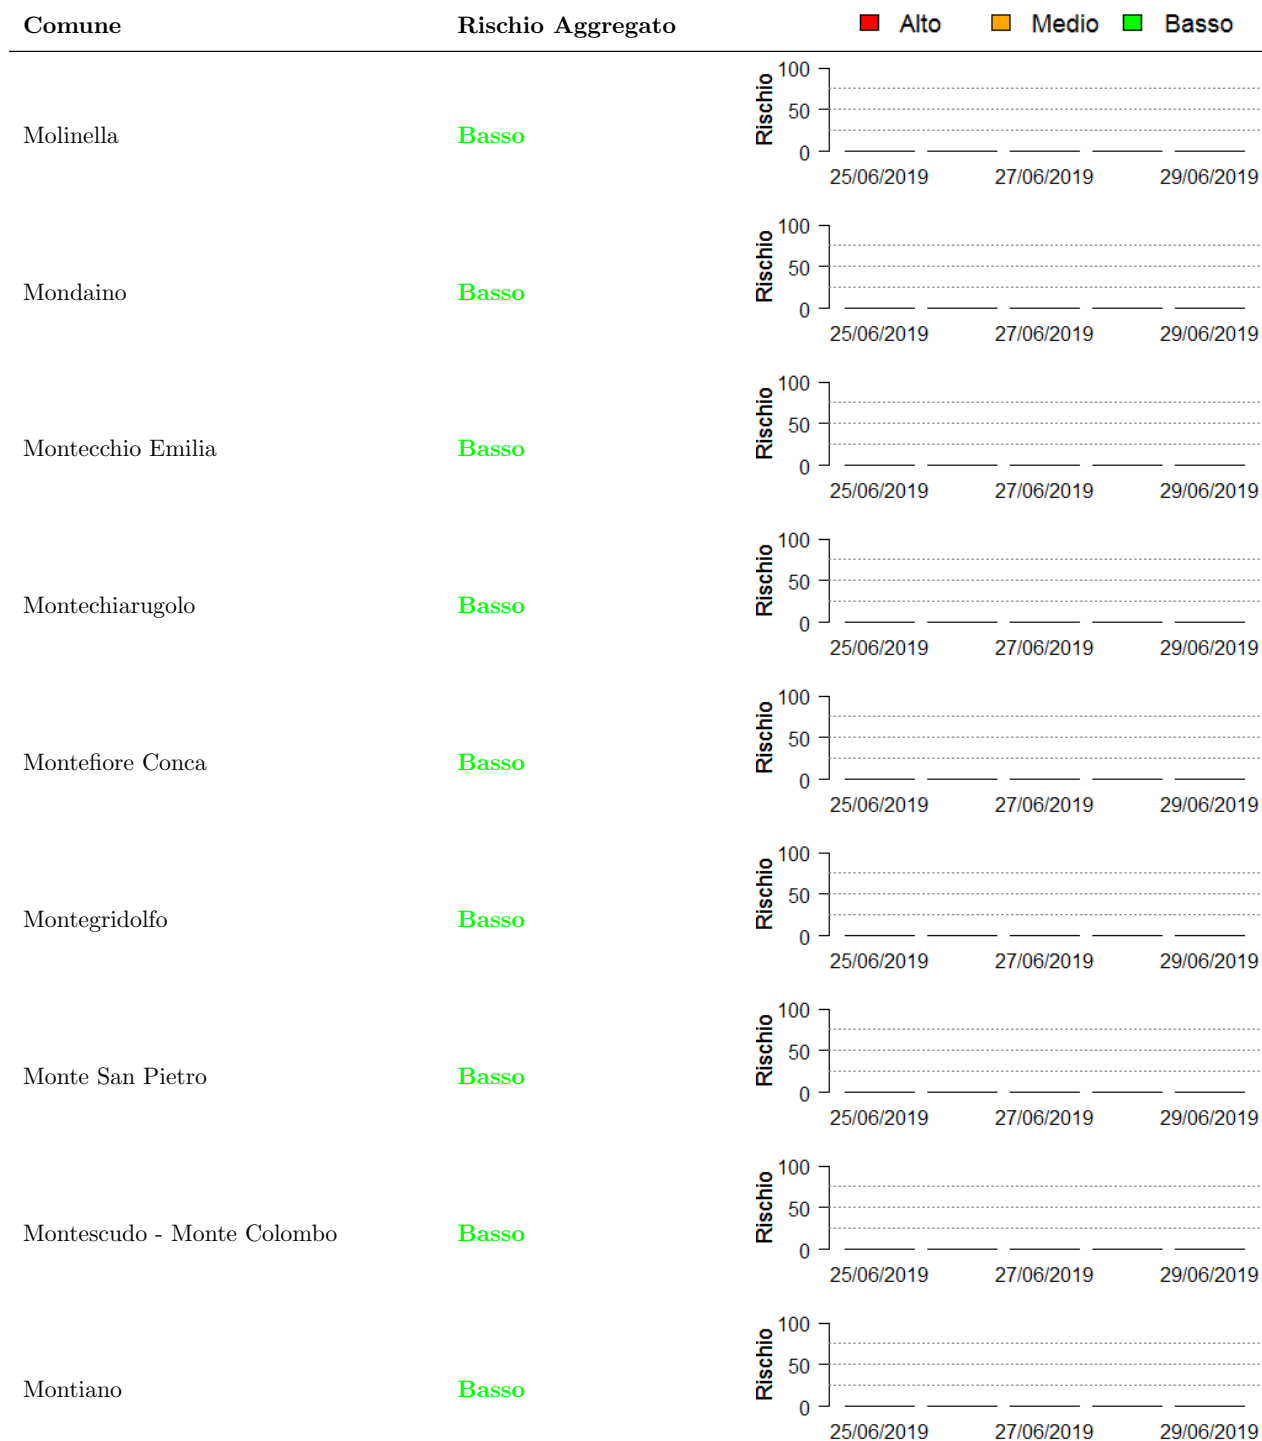 Comune Rischio Aggregato Alto Medio Basso
100
50
0
Rischio
Molinella Basso
25/06/2019 27/06/2019 29/06/2019
100
50
0
Rischio
Mondaino Basso
25/06/2019 27/06/2019 29/06/2019
100
50
0
Rischio
Montecchio Emilia Basso
25/06/2019 27/06/2019 29/06/2019
100
50
0
Rischio
Montechiarugolo Basso
25/06/2019 27/06/2019 29/06/2019
100
50
0
Rischio
Montefiore Conca Basso
25/06/2019 27/06/2019 29/06/2019
100
50
0
Rischio
Montegridolfo Basso
25/06/2019 27/06/2019 29/06/2019
100
50
0
Rischio
Monte San Pietro Basso
25/06/2019 27/06/2019 29/06/2019
100
50
0
Rischio
Montescudo - Monte Colombo Basso
25/06/2019 27/06/2019 29/06/2019
100
50
0
Rischio
Montiano Basso
25/06/2019 27/06/2019 29/06/2019